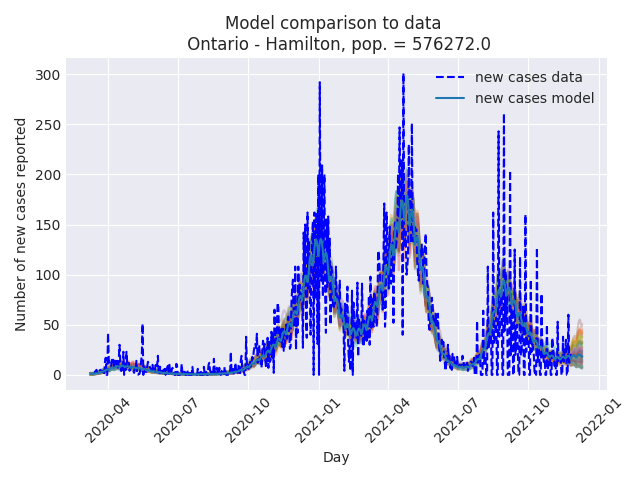 Model comparison to data
Ontario - Hamilton, pop. = 576272.0
300
250
200
150
100
50
0
Number of new cases reported
new cases data
new cases model
2020-04
2020-07
2020-10
2021-01
2021-04
2021-07
2021-10
2022-01
Day